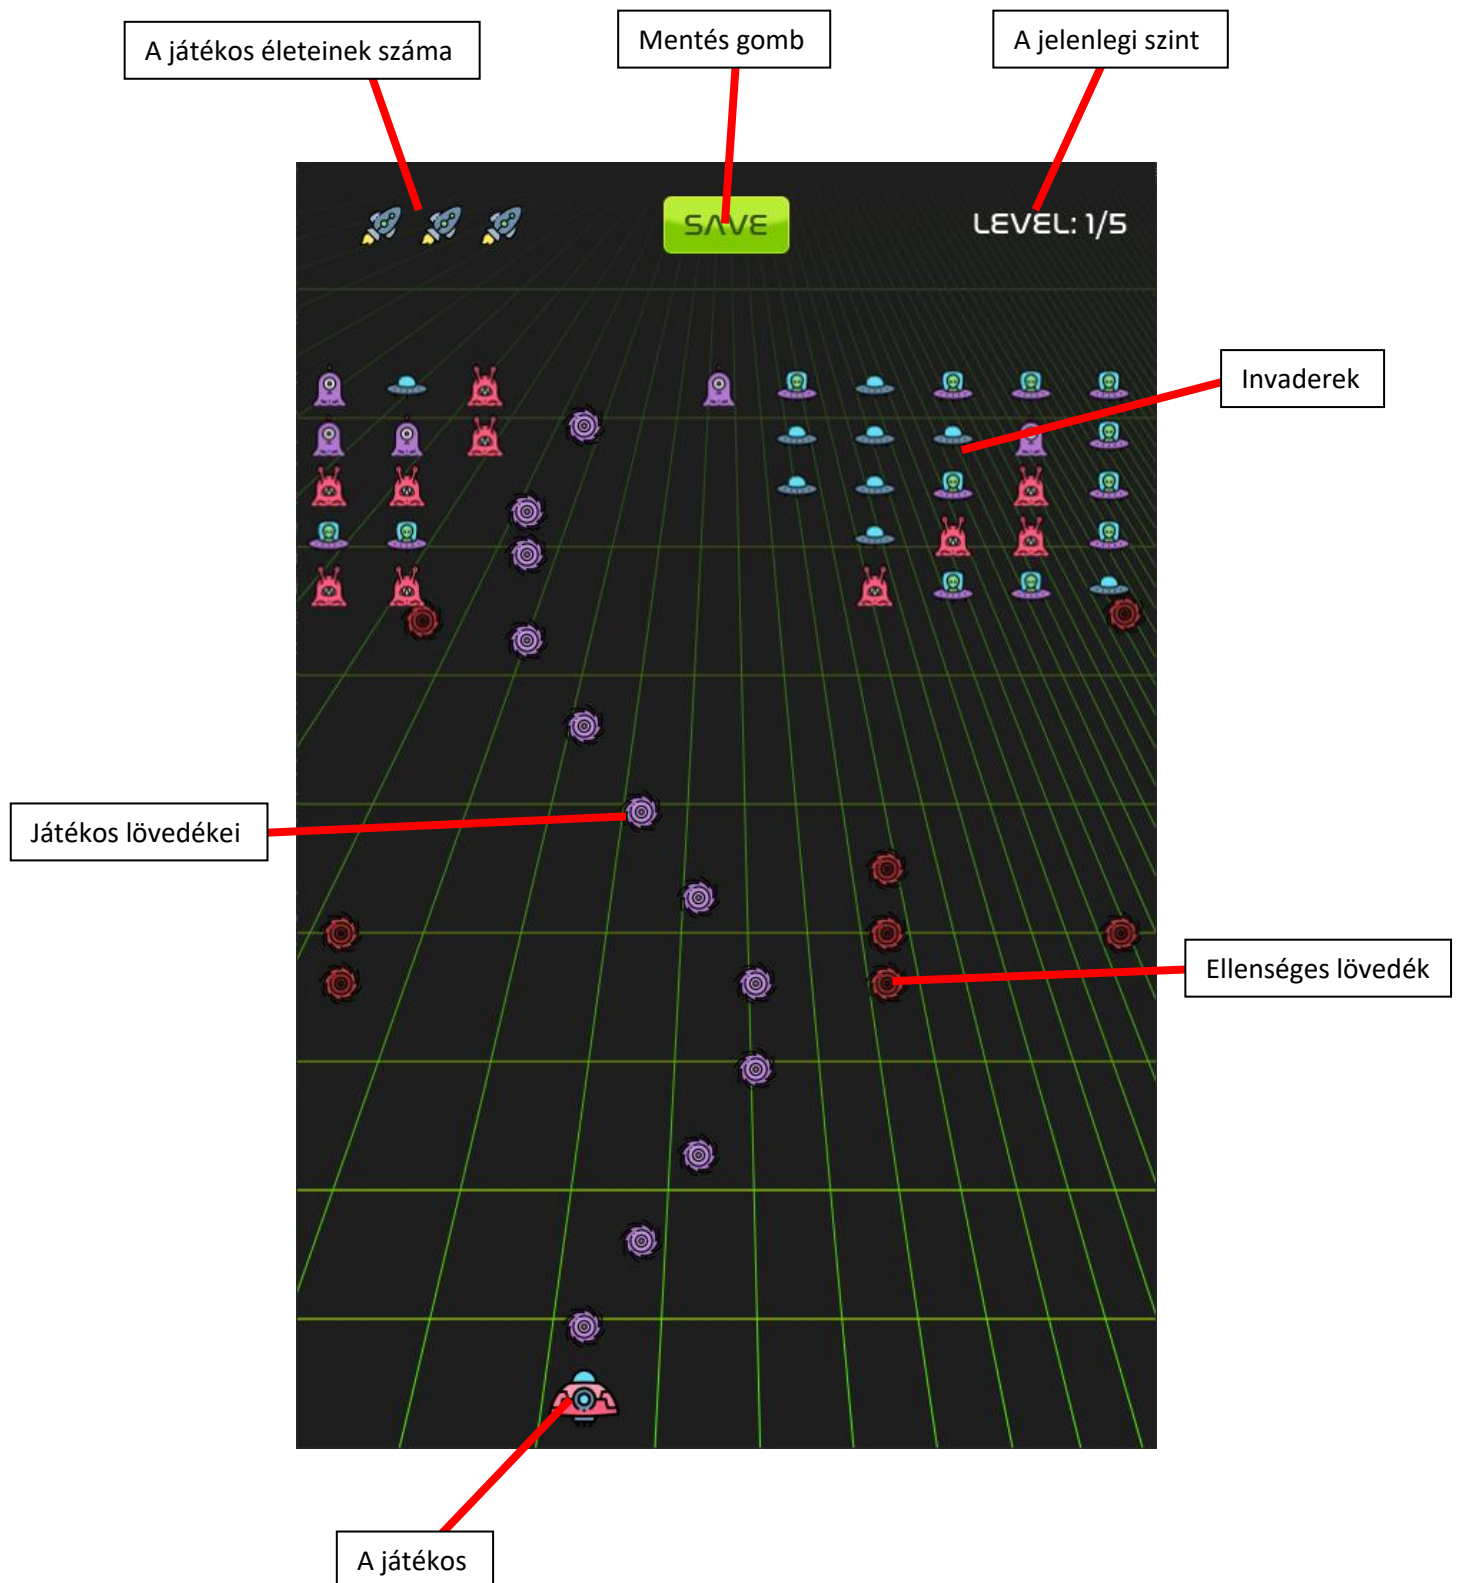 A játékos életeinek száma
Mentés gomb
A jelenlegi szint
SAVE
LEVEL: 1/5
Invaderek
Játékos lövedékei
Ellenséges lövedék
A játékos